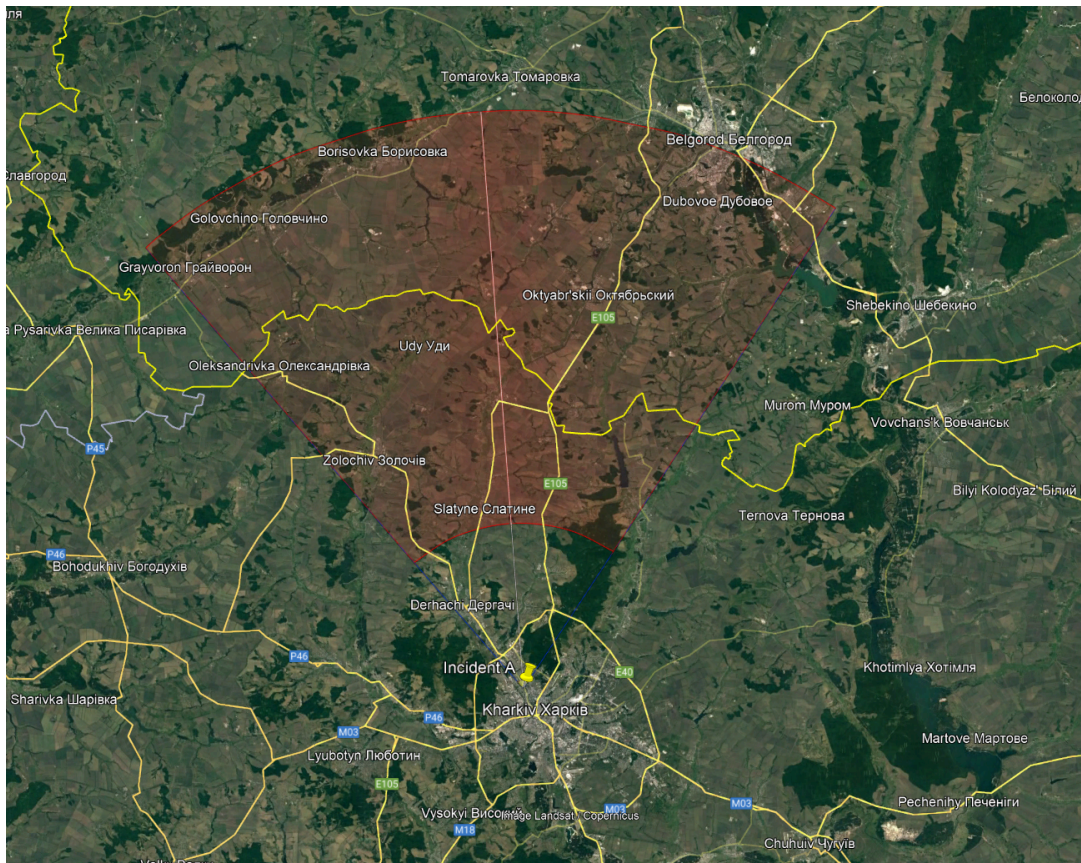 Tomarovka Томаровка
Belgorod Белгород
Borisovka Борисовка
Славгород
Dubovoe Дубовое
Golovchino Головчино
Grayvoron Грайворон
Oktyabr'skii Октябрьский
Shebekino Шебекино
E105
a Pysarivka Велика Писарівка
Udy Уди
Oleksandrivka Олександрівка
Murom Муром
Vovchans'k Вовчанськ
P45
Zolochiv Золочів
E105
Bilyi Kolodyaz' Білий
Slatyne Слатине
Ternova Тернова
P46
Bohodukhiv Богодухів
Derhachi Дергачі
P46
Incident A
E40
Khotimlya Хотімля
Sharivka Шарівка
Kharkiv Харків
P46
M03
Martove Мартове
Lyubotyn Люботин
E105
M03
M03
Pechenihy Печеніги
Vysokyi Високий
Image Landsat / Copernicus
M18
Chuhuiv Чугуїв